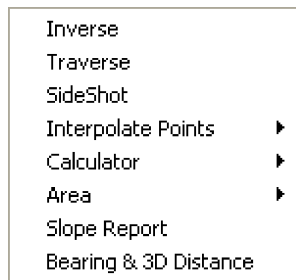 Inverse
Traverse
SideShot
Interpolate Points
Calculator
Area
Slope Report
Bearing & 3D Distance